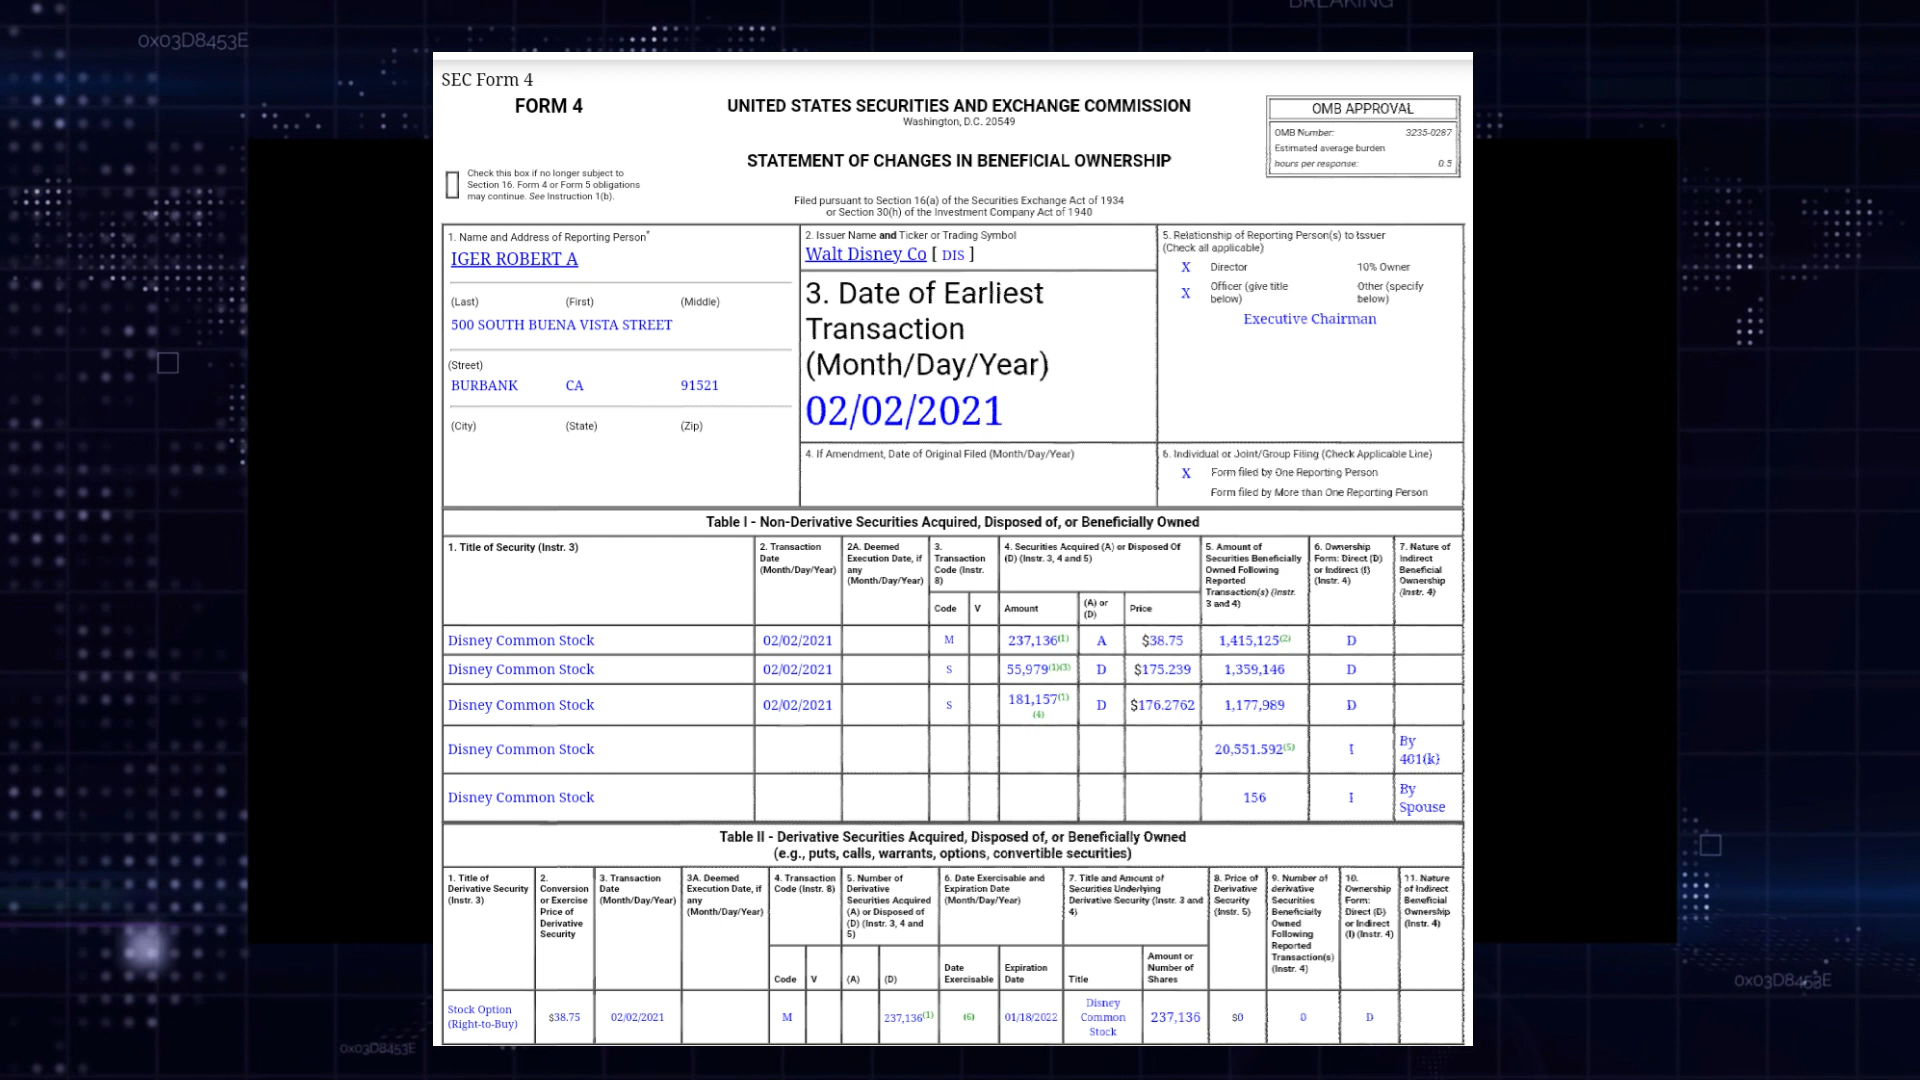 BREAKING
0x03D8453E
SEC Form 4
FORM 4
UNITED STATES SECURITIES AND EXCHANGE COMMISSION
Washington, D.C. 20549
STATEMENT OF CHANGES IN BENEFICIAL OWNERSHIP
Filed pursuant to Section 16(a) of the Securities Exchange Act of 1934
or Section 30(h) of the Investment Company Act of 1940
OMB APPROVAL
OMB Number: 3235-0287
Estimated average burden
hours per response: 0.5
Check this box if no longer subject to
Section 16. Form 4 or Form 5 obligations
may continue. See Instruction 1(b).
1. Name and Address of Reporting Person*
IGER ROBERT A
(Last) (First) (Middle)
500 SOUTH BUENA VISTA STREET
(Street)
BURBANK CA 91521
(City) (State) (Zip)
2. Issuer Name and Ticker or Trading Symbol
Walt Disney Co [ DIS ]
3. Date of Earliest
Transaction
(Month/Day/Year)
02/02/2021
4. If Amendment, Date of Original Filed (Month/Day/Year)
5. Relationship of Reporting Person(s) to Issuer
(Check all applicable)
X Director 10% Owner
X Officer (give title below) Other (specify below)
Executive Chairman
6. Individual or Joint/Group Filing (Check Applicable Line)
X Form filed by One Reporting Person
Form filed by More than One Reporting Person
Table I - Non-Derivative Securities Acquired, Disposed of, or Beneficially Owned
1. Title of Security (Instr. 3)
2. Transaction
Date
(Month/Day/Year)
2A. Deemed
Execution Date, if
any
(Month/Day/Year)
3.
Transaction
Code (Instr.
8)
4. Securities Acquired (A) or Disposed Of
(D) (Instr. 3, 4 and 5)
5. Amount of
Securities Beneficially
Owned Following
Reported
Transaction(s) (Instr.
3 and 4)
6. Ownership
Form: Direct (D)
or Indirect (I)
(Instr. 4)
7. Nature of
Indirect
Beneficial
Ownership
(Instr. 4)
Code V Amount (A) or (D) Price
Disney Common Stock 02/02/2021 M 237,136(1) A $38.75 1,415,125(2) D
Disney Common Stock 02/02/2021 S 55,979(1)(3) D $175.239 1,359,146 D
Disney Common Stock 02/02/2021 S 181,157(1)(4) D $176.2762 1,177,989 D
Disney Common Stock 20,551.592(5) I By 401(k)
Disney Common Stock 156 I By Spouse
Table II - Derivative Securities Acquired, Disposed of, or Beneficially Owned
(e.g., puts, calls, warrants, options, convertible securities)
1. Title of
Derivative Security
(Instr. 3)
2.
Conversion
or Exercise
Price of
Derivative
Security
3. Transaction
Date
(Month/Day/Year)
3A. Deemed
Execution Date, if
any
(Month/Day/Year)
4. Transaction
Code (Instr. 8)
5. Number of
Derivative
Securities Acquired
(A) or Disposed of
(D) (Instr. 3, 4 and
5)
6. Date Exercisable and
Expiration Date
(Month/Day/Year)
7. Title and Amount of
Securities Underlying
Derivative Security (Instr. 3 and
4)
8. Price of
Derivative
Security
(Instr. 5)
9. Number of
derivative
Securities
Beneficially
Owned
Following
Reported
Transaction(s)
(Instr. 4)
10.
Ownership
Form:
Direct (D)
or Indirect
(I) (Instr. 4)
11. Nature
of Indirect
Beneficial
Ownership
(Instr. 4)
Code V (A) (D) Date Exercisable Expiration Date Title Amount or Number of Shares
Stock Option (Right-to-Buy) $38.75 02/02/2021 M 237,136(1) (6) 01/18/2022 Disney Common Stock 237,136 $0 0 D
0x03D8453E
0x03D8453E